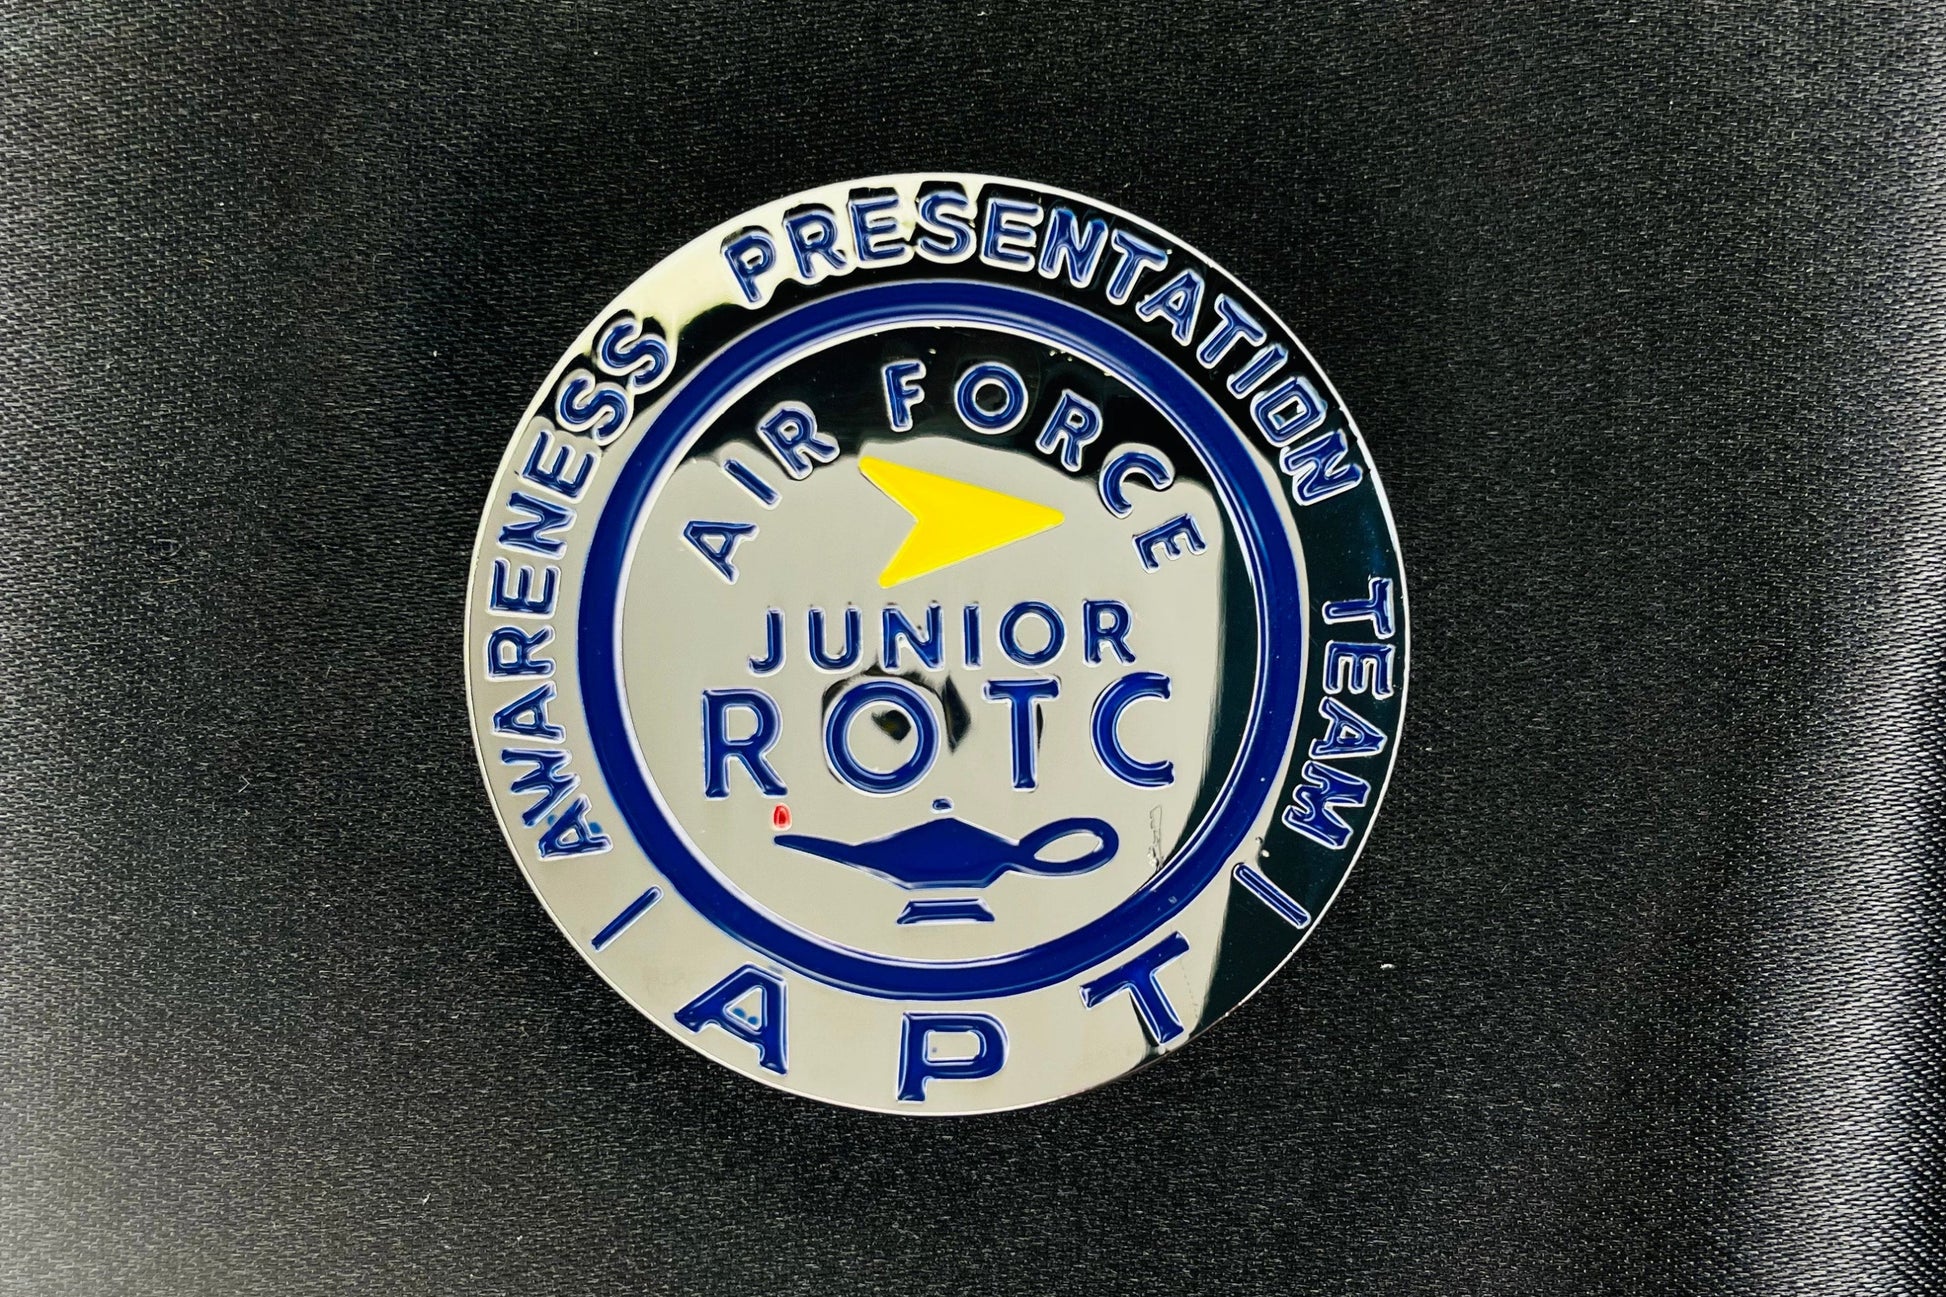 AWARENESS PRESENTATION TEAM
AIR FORCE
JUNIOR
ROTC
| APT |